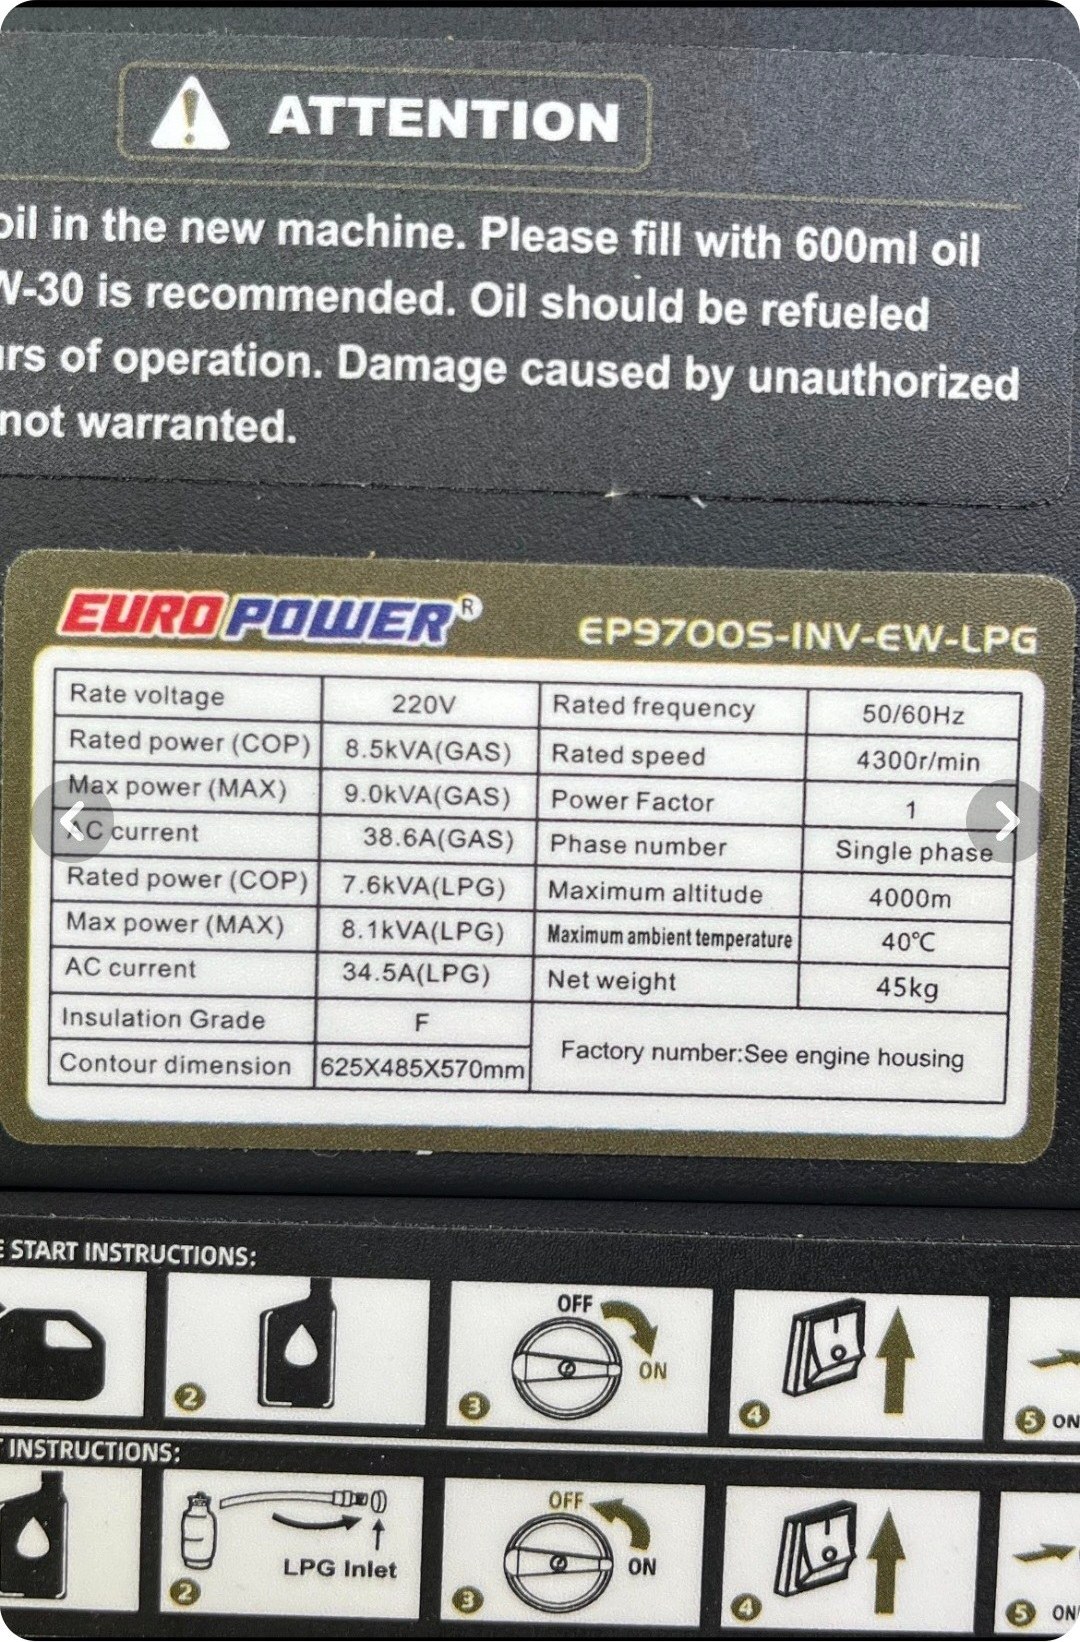 ATTENTION
oil in the new machine. Please fill with 600ml oil
W-30 is recommended. Oil should be refueled
urs of operation. Damage caused by unauthorized
not warranted.
EUROPOWER®
EP9700S-INV-EW-LPG
Rate voltage 220V Rated frequency 50/60Hz
Rated power (COP) 8.5kVA(GAS) Rated speed 4300r/min
Max power (MAX) 9.0kVA(GAS) Power Factor 1
AC current 38.6A(GAS) Phase number Single phase
Rated power (COP) 7.6kVA(LPG) Maximum altitude 4000m
Max power (MAX) 8.1kVA(LPG) Maximum ambient temperature 40℃
AC current 34.5A(LPG) Net weight 45kg
Insulation Grade F
Factory number:See engine housing
Contour dimension 625X485X570mm
E START INSTRUCTIONS:
OFF
ON
2 3 4 5 ON
INSTRUCTIONS:
OFF
LPG Inlet ON
2 3 4 5 ON